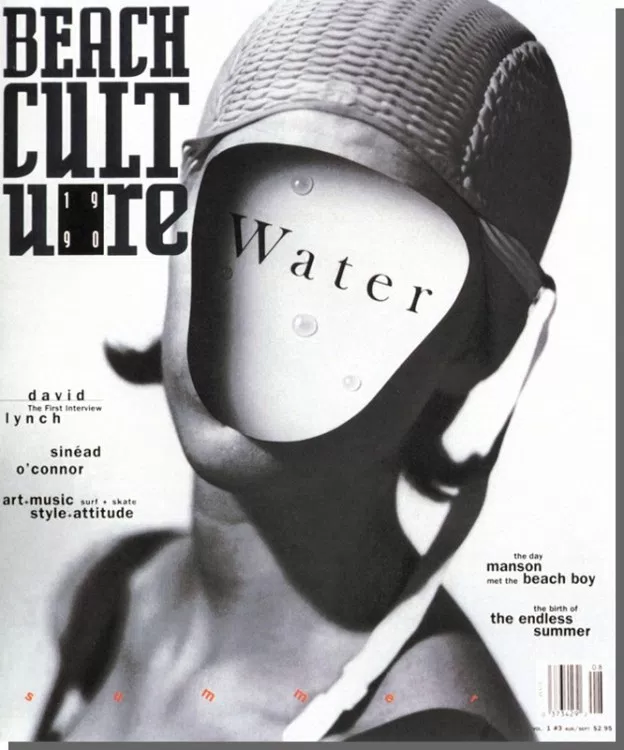 BEACH
CULT
uRe
19
90
Water
david
The First Interview
lynch
sinéad
o'connor
art+music surf + skate
style+attitude
the day
manson
met the beach boy
the birth of
the endless
summer
s u m m e r
08
VOL. 1 #3 AUG/SEPT $2.95